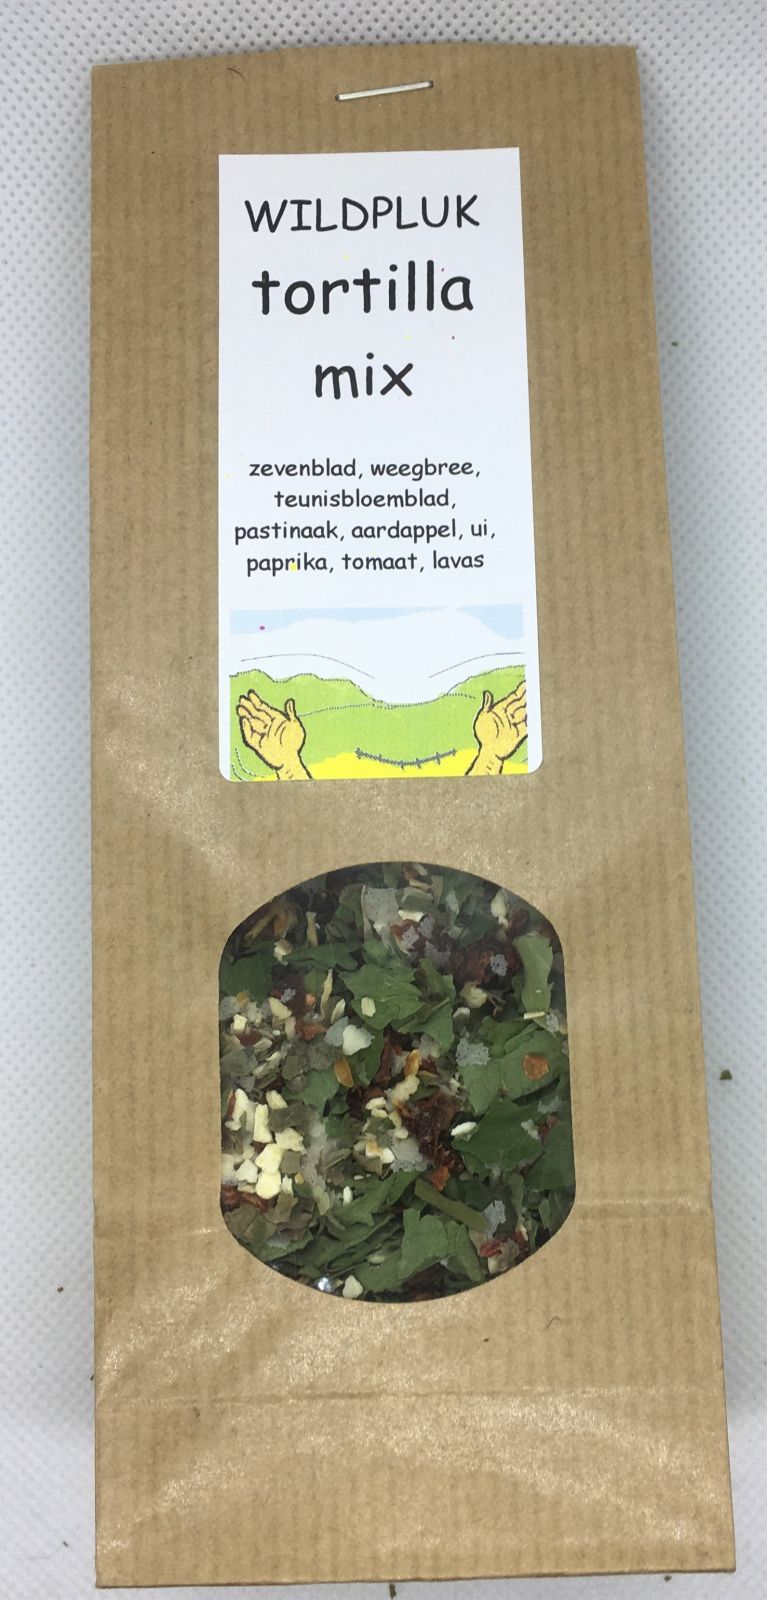 WILDPLUK
tortilla
mix
zevenblad, weegbree,
teunisbloemblad,
pastinaak, aardappel, ui,
paprika, tomaat, lavas